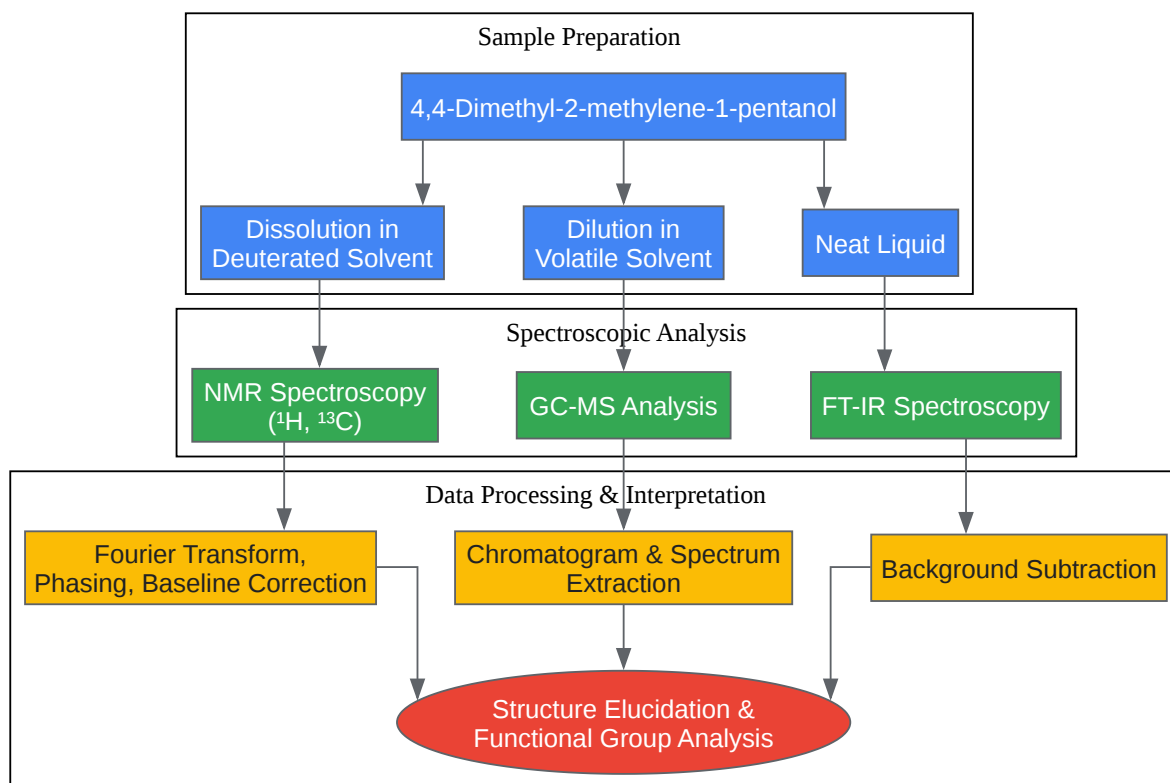 Sample Preparation
4,4-Dimethyl-2-methylene-1-pentanol
Dissolution in
Deuterated Solvent
Dilution in
Volatile Solvent
Neat Liquid
Spectroscopic Analysis
NMR Spectroscopy
(¹H, ¹³C)
GC-MS Analysis
FT-IR Spectroscopy
Data Processing & Interpretation
Fourier Transform,
Phasing, Baseline Correction
Chromatogram & Spectrum
Extraction
Background Subtraction
Structure Elucidation &
Functional Group Analysis